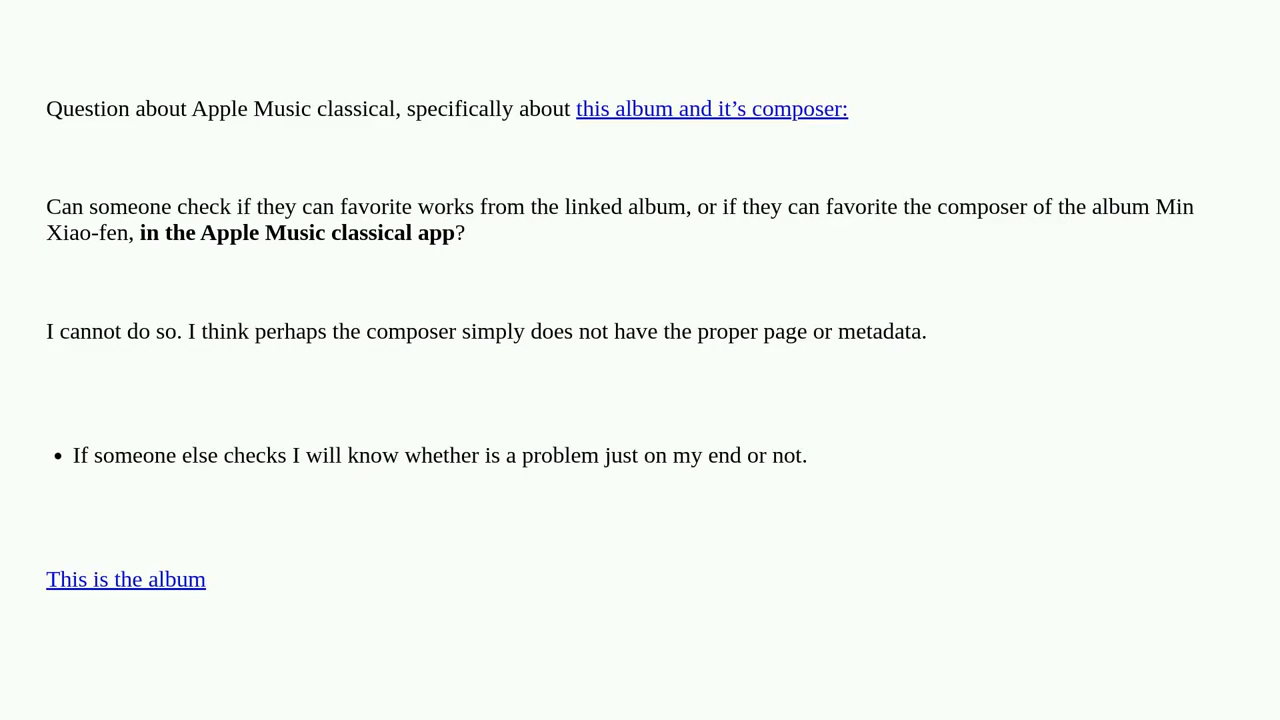 Question about Apple Music classical, specifically about this album and it’s composer:
Can someone check if they can favorite works from the linked album, or if they can favorite the composer of the album Min
Xiao-fen, in the Apple Music classical app?
I cannot do so. I think perhaps the composer simply does not have the proper page or metadata.
• If someone else checks I will know whether is a problem just on my end or not.
This is the album